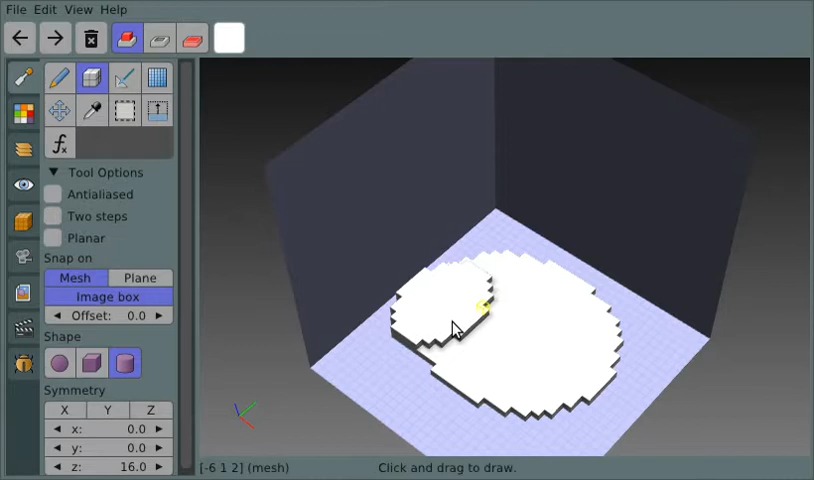 File Edit View Help
Tool Options
Antialiased
Two steps
Planar
Snap on
Mesh Plane
Image box
Offset: 0.0
Shape
Symmetry
X Y Z
x: 0.0
y: 0.0
z: 16.0
[-6 1 2] (mesh) Click and drag to draw.